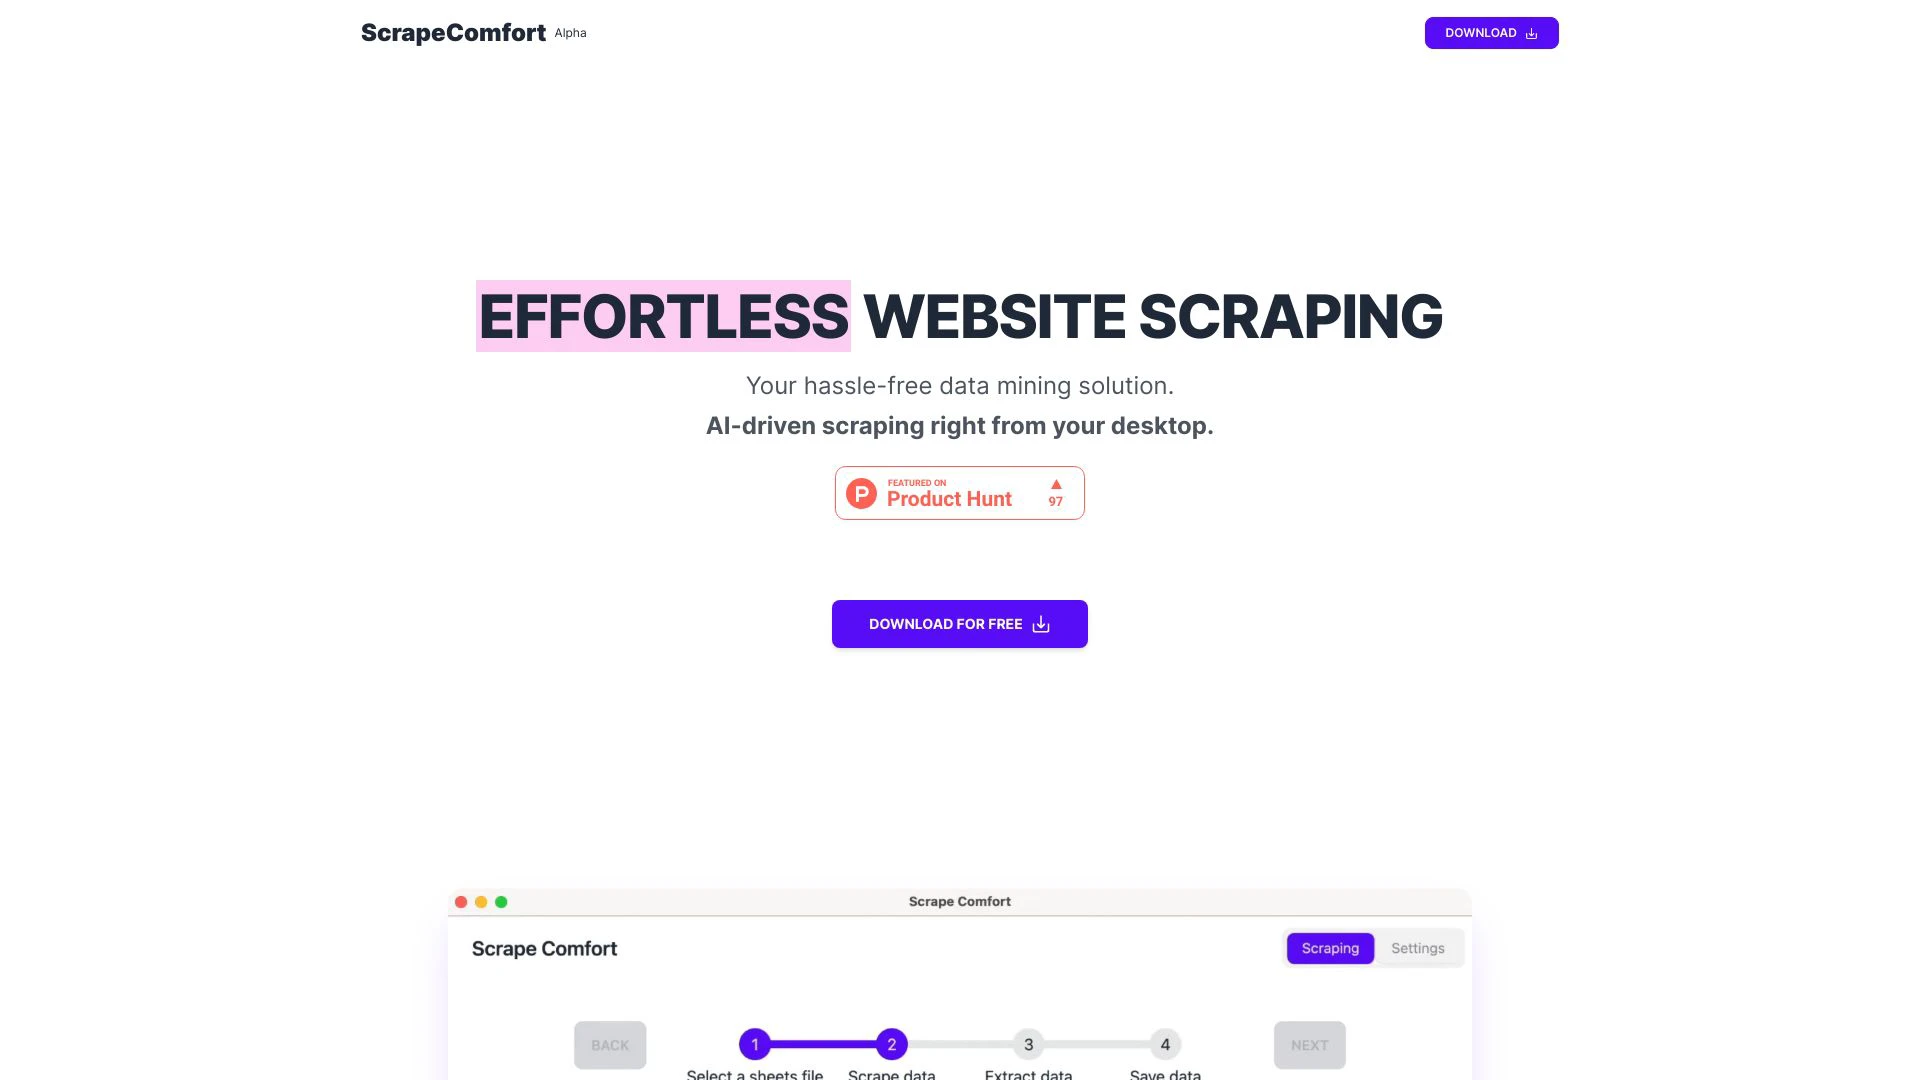 ScrapeComfort Alpha
DOWNLOAD
EFFORTLESS WEBSITE SCRAPING
Your hassle-free data mining solution.
AI-driven scraping right from your desktop.
FEATURED ON
Product Hunt
97
DOWNLOAD FOR FREE
Scrape Comfort
Scrape Comfort
Scraping
Settings
BACK
1
2
3
4
NEXT
Select a sheets file
Scrape data
Extract data
Save data